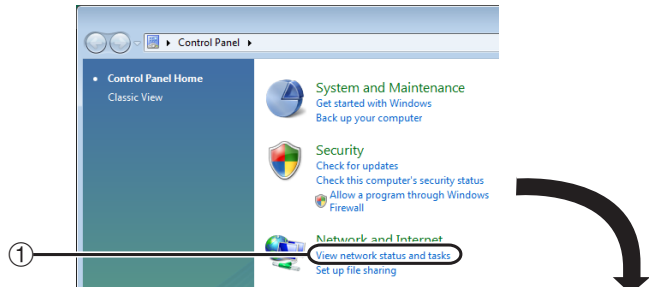 Control Panel
Control Panel Home
Classic View
System and Maintenance
Get started with Windows
Back up your computer
Security
Check for updates
Check this computer's security status
Allow a program through Windows
Firewall
Network and Internet
① View network status and tasks
Set up file sharing